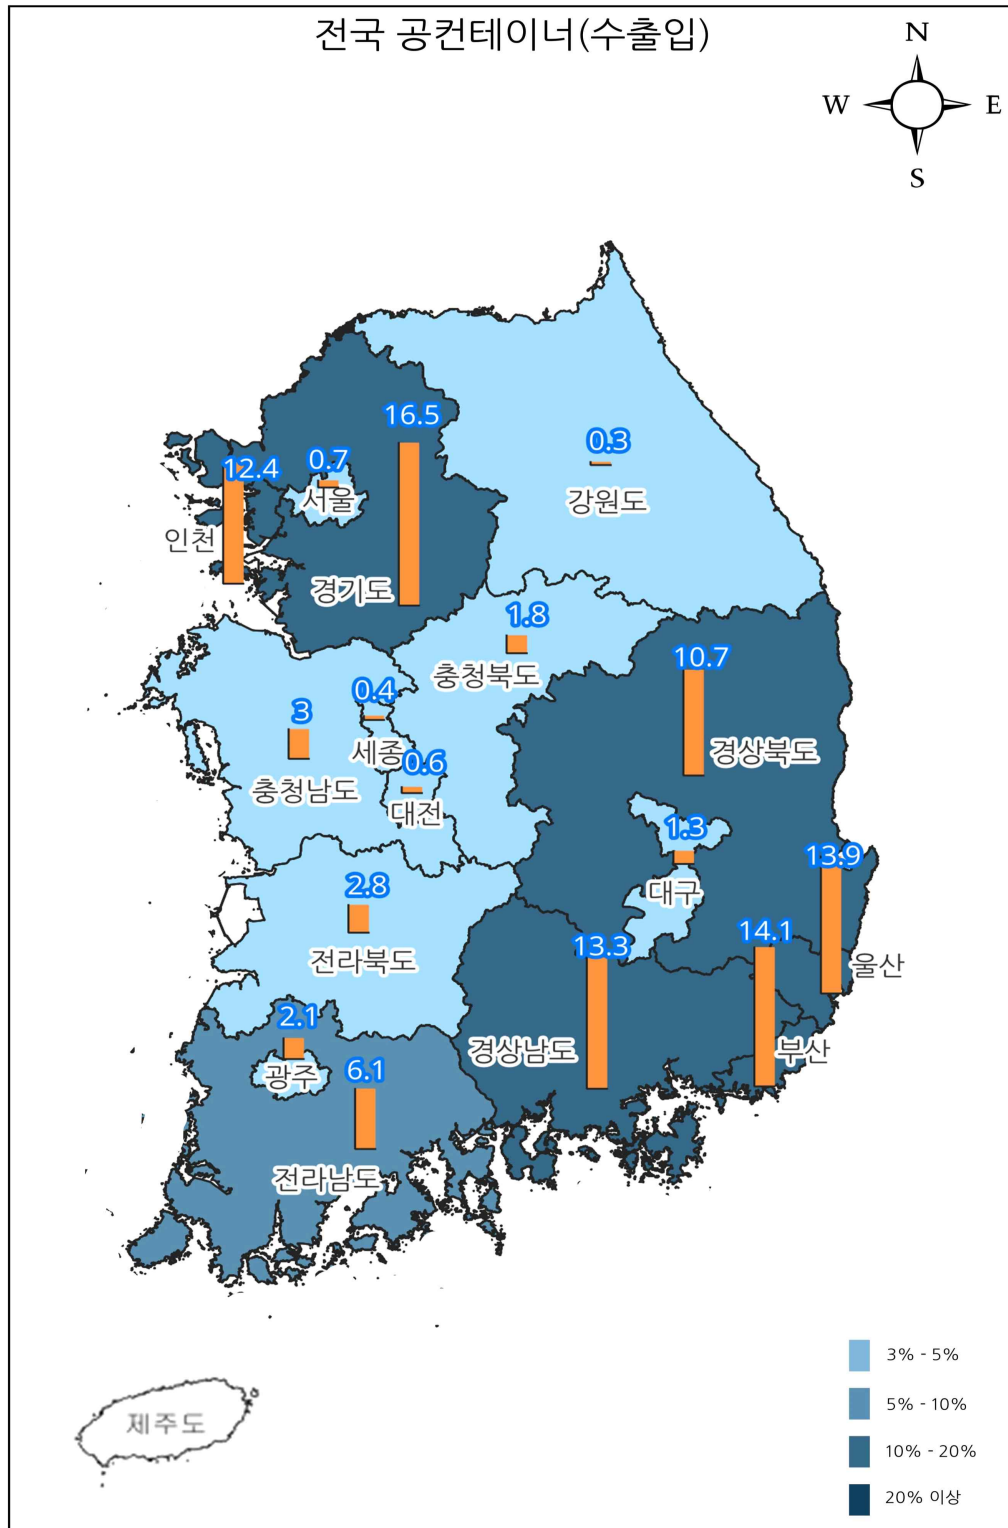 전국 공컨테이너(수출입)
N
W
E
S
16.5
0.3
0.7
12.4
서울
강원도
인천
경기도
1.8
10.7
충청북도
0.4
3
세종
경상북도
0.6
충청남도
대전
1.3
13.9
2.8
대구
14.1
13.3
전라북도
울산
2.1
경상남도
부산
광주
6.1
전라남도
3% - 5%
5% - 10%
제주도
10% - 20%
20% 이상